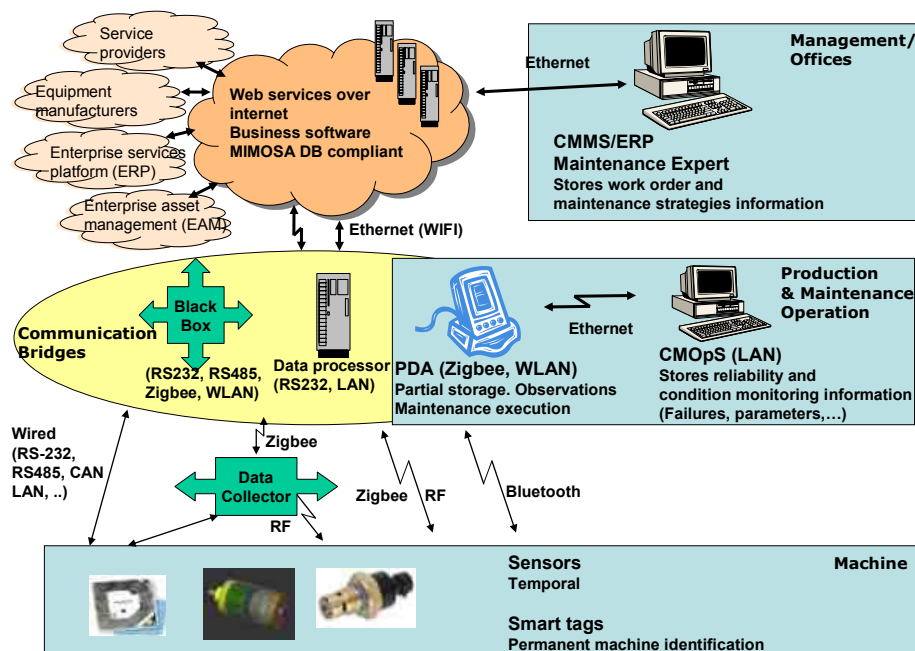 Service
providers
Equipment
manufacturers
Enterprise services
platform (ERP)
Enterprise asset
management (EAM)
Web services over
internet
Business software
MIMOSA DB compliant
Ethernet
Management/
Offices
CMMS/ERP
Maintenance Expert
Stores work order and
maintenance strategies information
Ethernet (WIFI)
Communication
Bridges
Black
Box
(RS232, RS485,
Zigbee, WLAN)
Data processor
(RS232, LAN)
PDA (Zigbee, WLAN)
Partial storage. Observations
Maintenance execution
Ethernet
Production
& Maintenance
Operation
CMOpS (LAN)
Stores reliability and
condition monitoring information
(Failures, parameters,…)
Wired
(RS-232,
RS485, CAN
LAN, ..)
Zigbee
Data
Collector
RF
Zigbee
RF
Bluetooth
Sensors
Temporal
Machine
Smart tags
Permanent machine identification